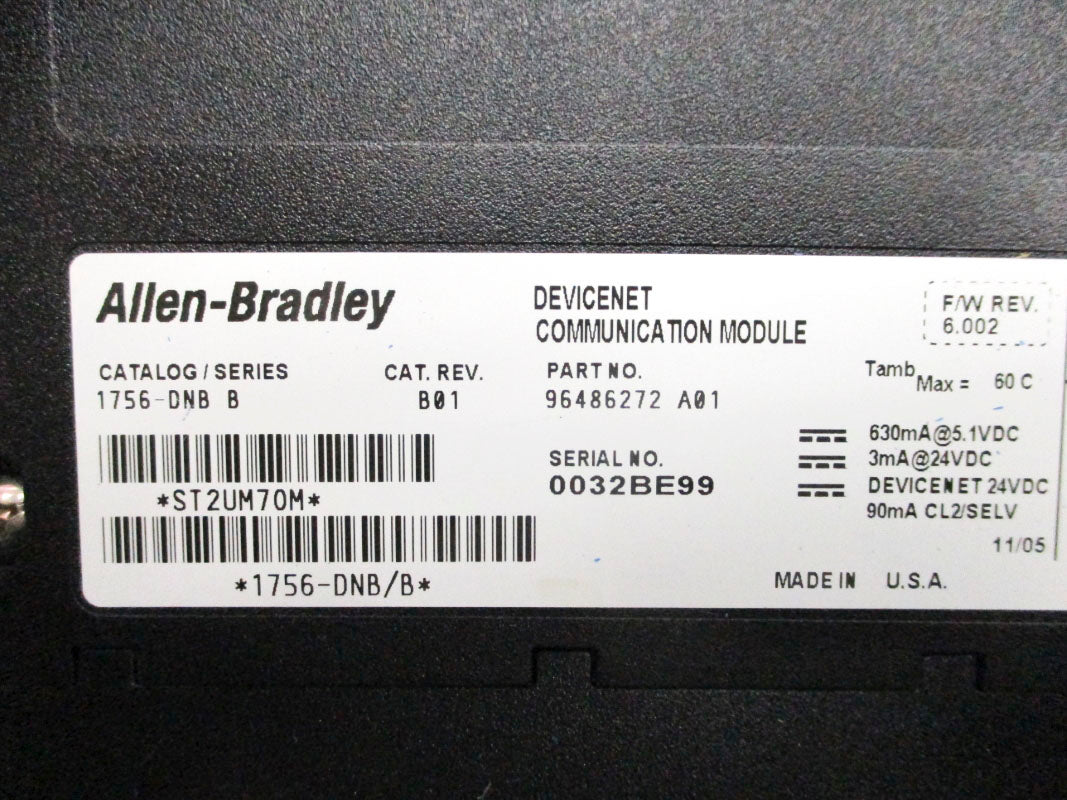 Allen-Bradley
DEVICENET
COMMUNICATION MODULE
F/W REV.
6.002
CATALOG / SERIES
1756-DNB B
CAT. REV.
B01
PART NO.
96486272 A01
Tamb Max = 60 C
*ST2UM70M*
SERIAL NO.
0032BE99
630mA@5.1VDC
3mA@24VDC
DEVICENET 24VDC
90mA CL2/SELV
11/05
*1756-DNB/B*
MADE IN U.S.A.